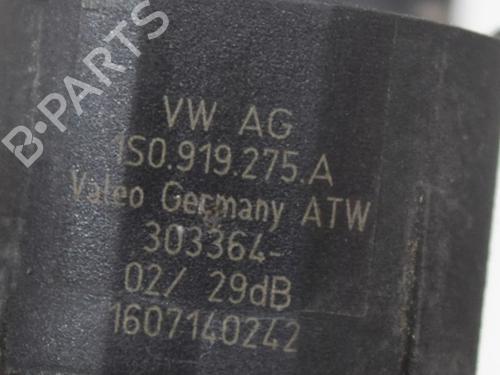 B-PARTS
VW AG
1S0.919.275.A
Valeo Germany ATW
303364-
02/ 29dB
1607140242